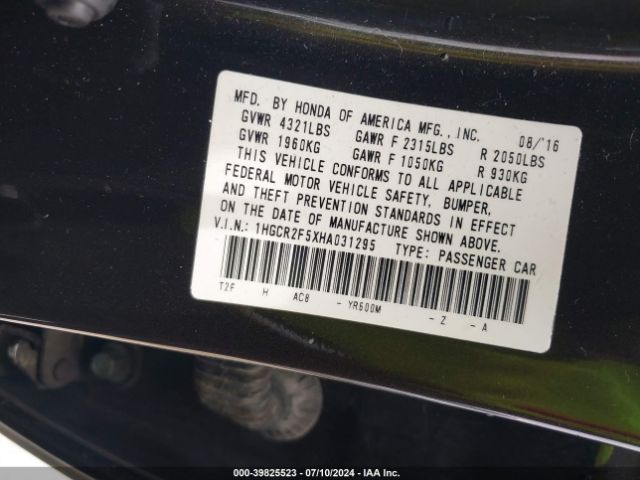 MFD. BY HONDA OF AMERICA MFG., INC. 08/'16
GVWR 4321LBS GAWR F 2315LBS R 2050LBS
GVWR 1960KG GAWR F 1050KG R 930KG
THIS VEHICLE CONFORMS TO ALL APPLICABLE
FEDERAL MOTOR VEHICLE SAFETY, BUMPER,
AND THEFT PREVENTION STANDARDS IN EFFECT
ON THE DATE OF MANUFACTURE SHOWN ABOVE.
V.I.N.: 1HGCR2F5XHA031295 TYPE: PASSENGER CAR
T2F H AC8 - YR600M - Z - A
000-39825523 - 07/10/2024 - IAA Inc.